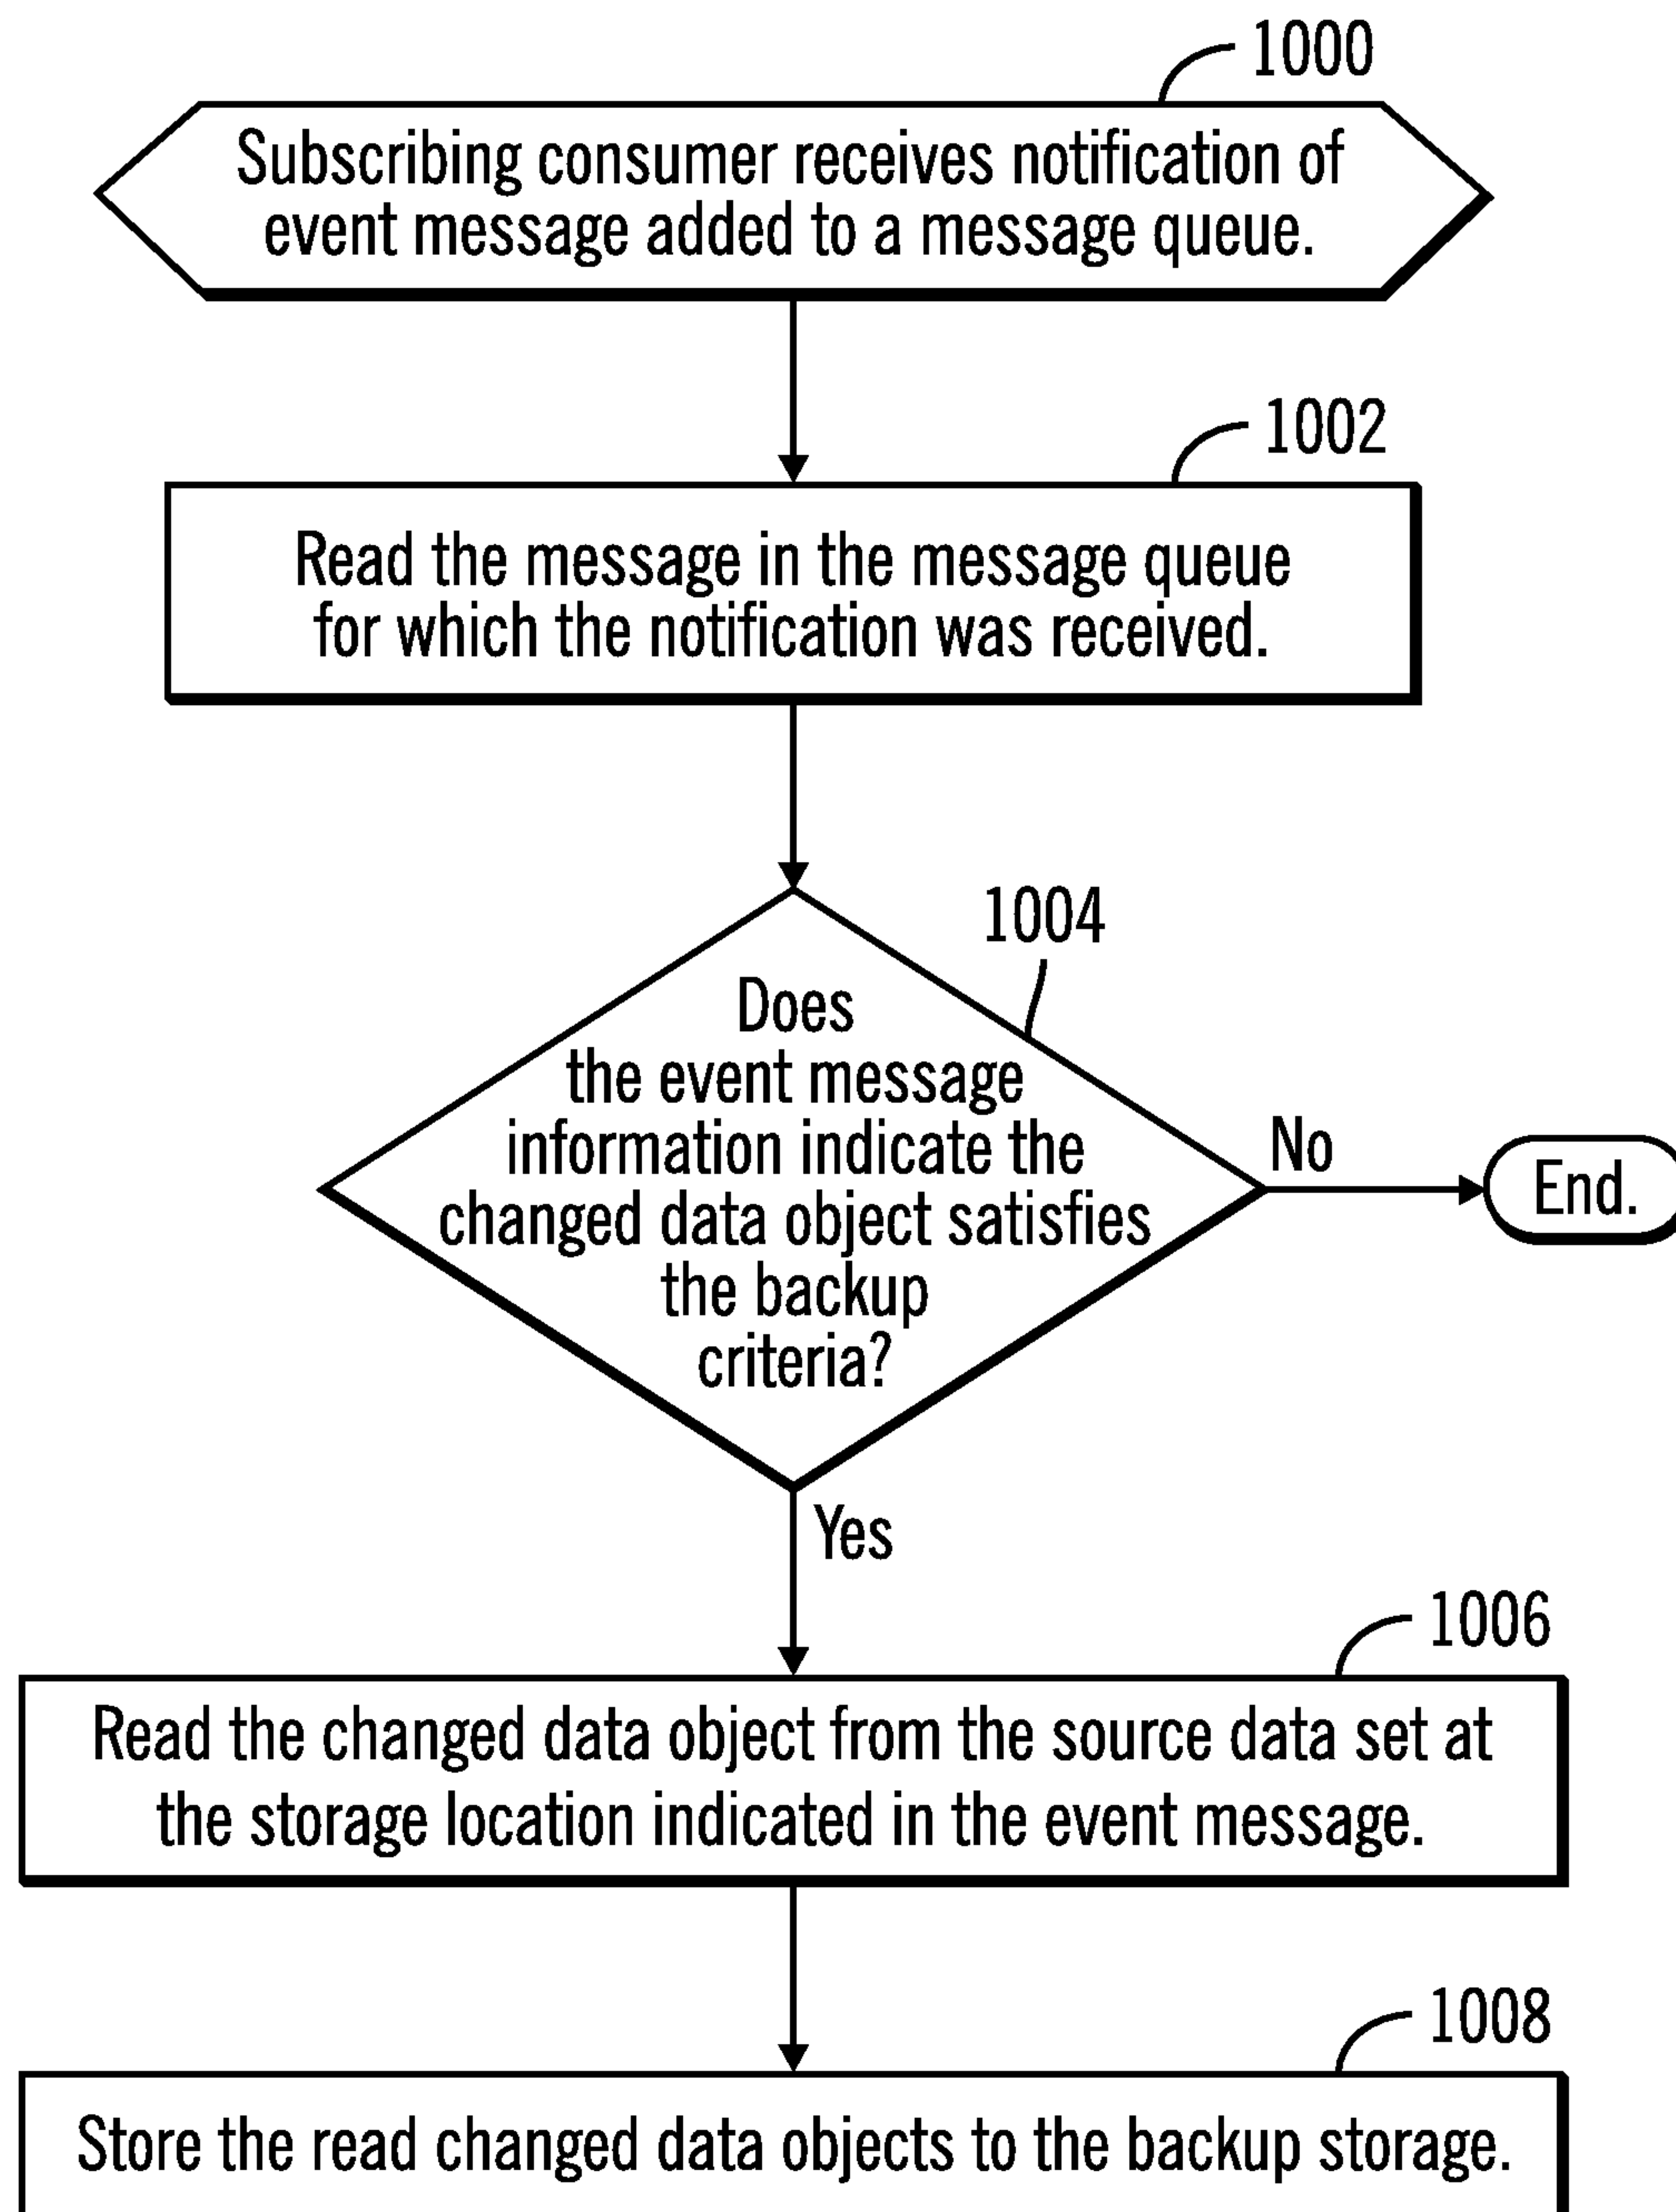 1000
Subscribing consumer receives notification of
event message added to a message queue.
1002
Read the message in the message queue
for which the notification was received.
1004
Does
the event message
information indicate the
changed data object satisfies
the backup
criteria?
No
End.
Yes
1006
Read the changed data object from the source data set at
the storage location indicated in the event message.
1008
Store the read changed data objects to the backup storage.